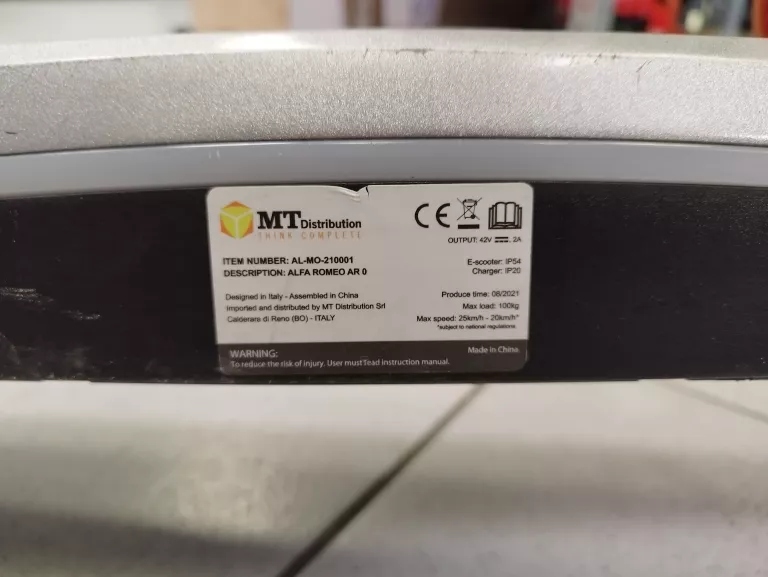 MT Distribution
THINK COMPLETE
CE
OUTPUT: 42V 2A
ITEM NUMBER: AL-MO-210001
DESCRIPTION: ALFA ROMEO AR 0
E-scooter: IP54
Charger: IP20
Designed in Italy - Assembled in China
Imported and distributed by MT Distribution Srl
Calderara di Reno (BO) - ITALY
Produce time: 08/2021
Max load: 100kg
Max speed: 25km/h - 20km/h*
*subject to national regulations
WARNING:
To reduce the risk of injury. User must read instruction manual.
Made in China.